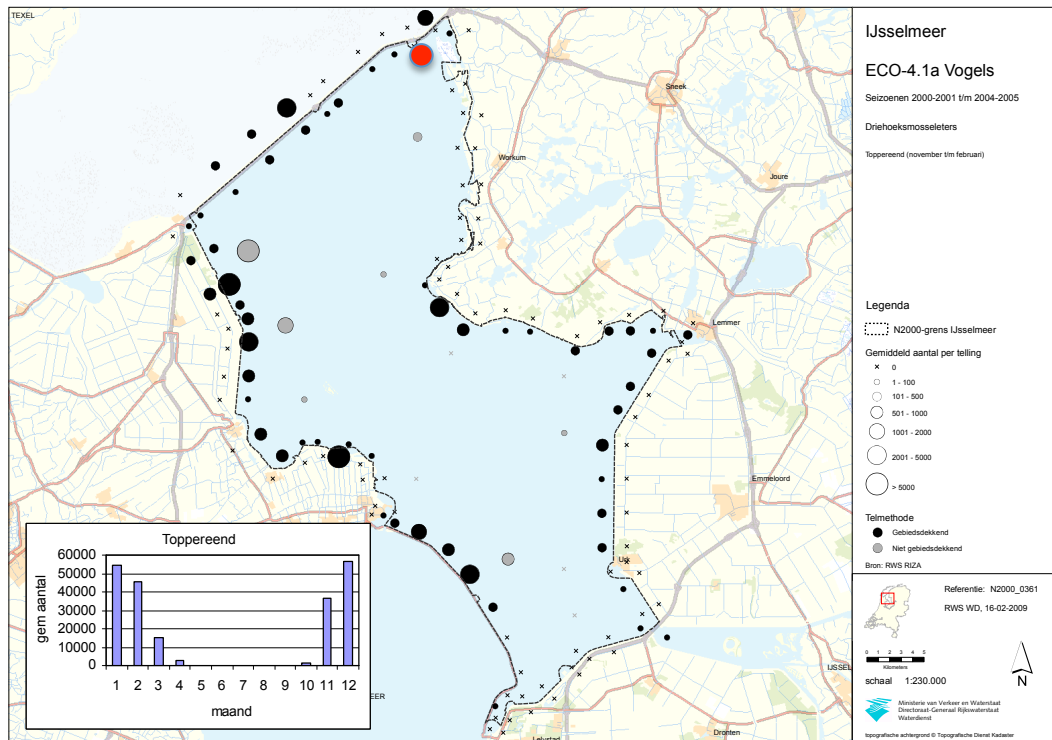 TEXEL
Sneek
Workum
Joure
Lemmer
Emmeloord
Urk
Dronten
Lelystad
IJSSEL
EER
Toppereend
gem aantal
60000
50000
40000
30000
20000
10000
0
1 2 3 4 5 6 7 8 9 10 11 12
maand
IJsselmeer
ECO-4.1a Vogels
Seizoenen 2000-2001 t/m 2004-2005
Driehoeksmosseleters
Toppereend (november t/m februari)
Legenda
N2000-grens IJsselmeer
Gemiddeld aantal per telling
0
1 - 100
101 - 500
501 - 1000
1001 - 2000
2001 - 5000
> 5000
Telmethode
Gebiedsdekkend
Niet gebiedsdekkend
Bron: RWS RIZA
Referentie: N2000_0361
RWS WD, 16-02-2009
0 1 2 3 4 5
Kilometers
schaal 1:230.000
N
Ministerie van Verkeer en Waterstaat
Directoraat-Generaal Rijkswaterstaat
Waterdienst
topografische achtergrond © Topografische Dienst Kadaster